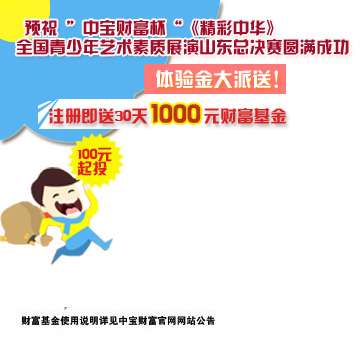 预祝＂中宝财富杯＂《精彩中华》
全国青少年艺术素质展演山东总决赛圆满成功
体验金大派送！
注册即送30天1000元财富基金
100元
起投
财富基金使用说明详见中宝财富官网网站公告